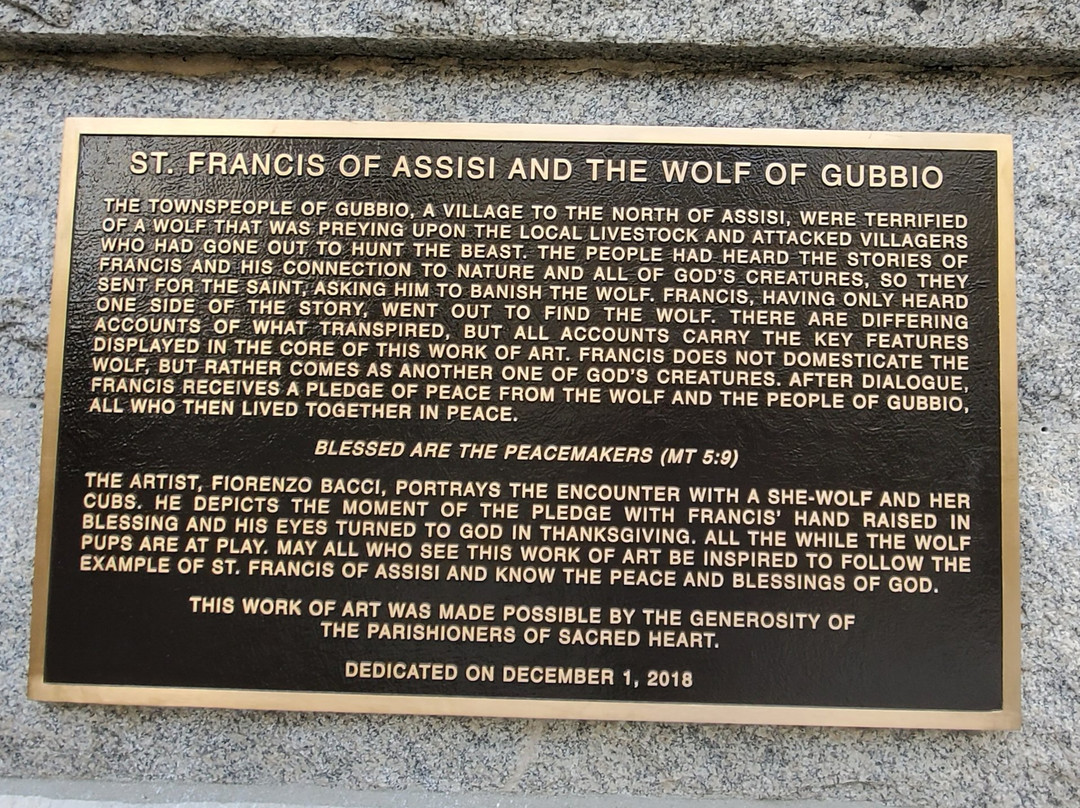 ST. FRANCIS OF ASSISI AND THE WOLF OF GUBBIO
THE TOWNSPEOPLE OF GUBBIO, A VILLAGE TO THE NORTH OF ASSISI, WERE TERRIFIED
OF A WOLF THAT WAS PREYING UPON THE LOCAL LIVESTOCK AND ATTACKED VILLAGERS
WHO HAD GONE OUT TO HUNT THE BEAST. THE PEOPLE HAD HEARD THE STORIES OF
FRANCIS AND HIS CONNECTION TO NATURE AND ALL OF GOD'S CREATURES, SO THEY
SENT FOR THE SAINT, ASKING HIM TO BANISH THE WOLF. FRANCIS, HAVING ONLY HEARD
ONE SIDE OF THE STORY, WENT OUT TO FIND THE WOLF. THERE ARE DIFFERING
ACCOUNTS OF WHAT TRANSPIRED, BUT ALL ACCOUNTS CARRY THE KEY FEATURES
DISPLAYED IN THE CORE OF THIS WORK OF ART. FRANCIS DOES NOT DOMESTICATE THE
WOLF, BUT RATHER COMES AS ANOTHER ONE OF GOD'S CREATURES. AFTER DIALOGUE,
FRANCIS RECEIVES A PLEDGE OF PEACE FROM THE WOLF AND THE PEOPLE OF GUBBIO,
ALL WHO THEN LIVED TOGETHER IN PEACE.
BLESSED ARE THE PEACEMAKERS (MT 5:9)
THE ARTIST, FIORENZO BACCI, PORTRAYS THE ENCOUNTER WITH A SHE-WOLF AND HER
CUBS. HE DEPICTS THE MOMENT OF THE PLEDGE WITH FRANCIS' HAND RAISED IN
BLESSING AND HIS EYES TURNED TO GOD IN THANKSGIVING. ALL THE WHILE THE WOLF
PUPS ARE AT PLAY. MAY ALL WHO SEE THIS WORK OF ART BE INSPIRED TO FOLLOW THE
EXAMPLE OF ST. FRANCIS OF ASSISI AND KNOW THE PEACE AND BLESSINGS OF GOD.
THIS WORK OF ART WAS MADE POSSIBLE BY THE GENEROSITY OF
THE PARISHIONERS OF SACRED HEART.
DEDICATED ON DECEMBER 1, 2018